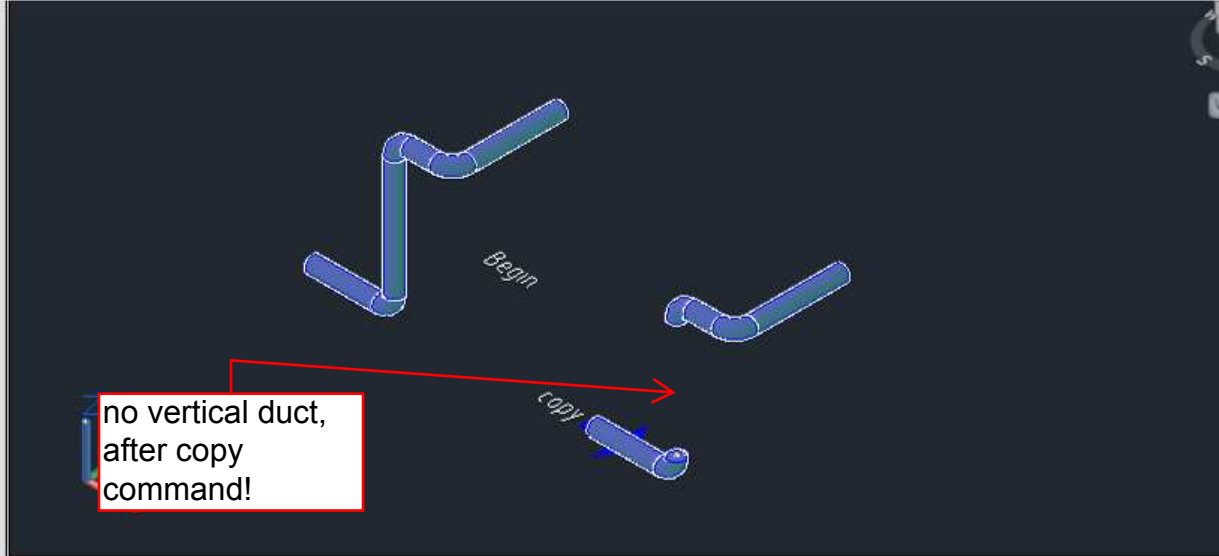 Begin
copy
no vertical duct,
after copy
command!
Z
S